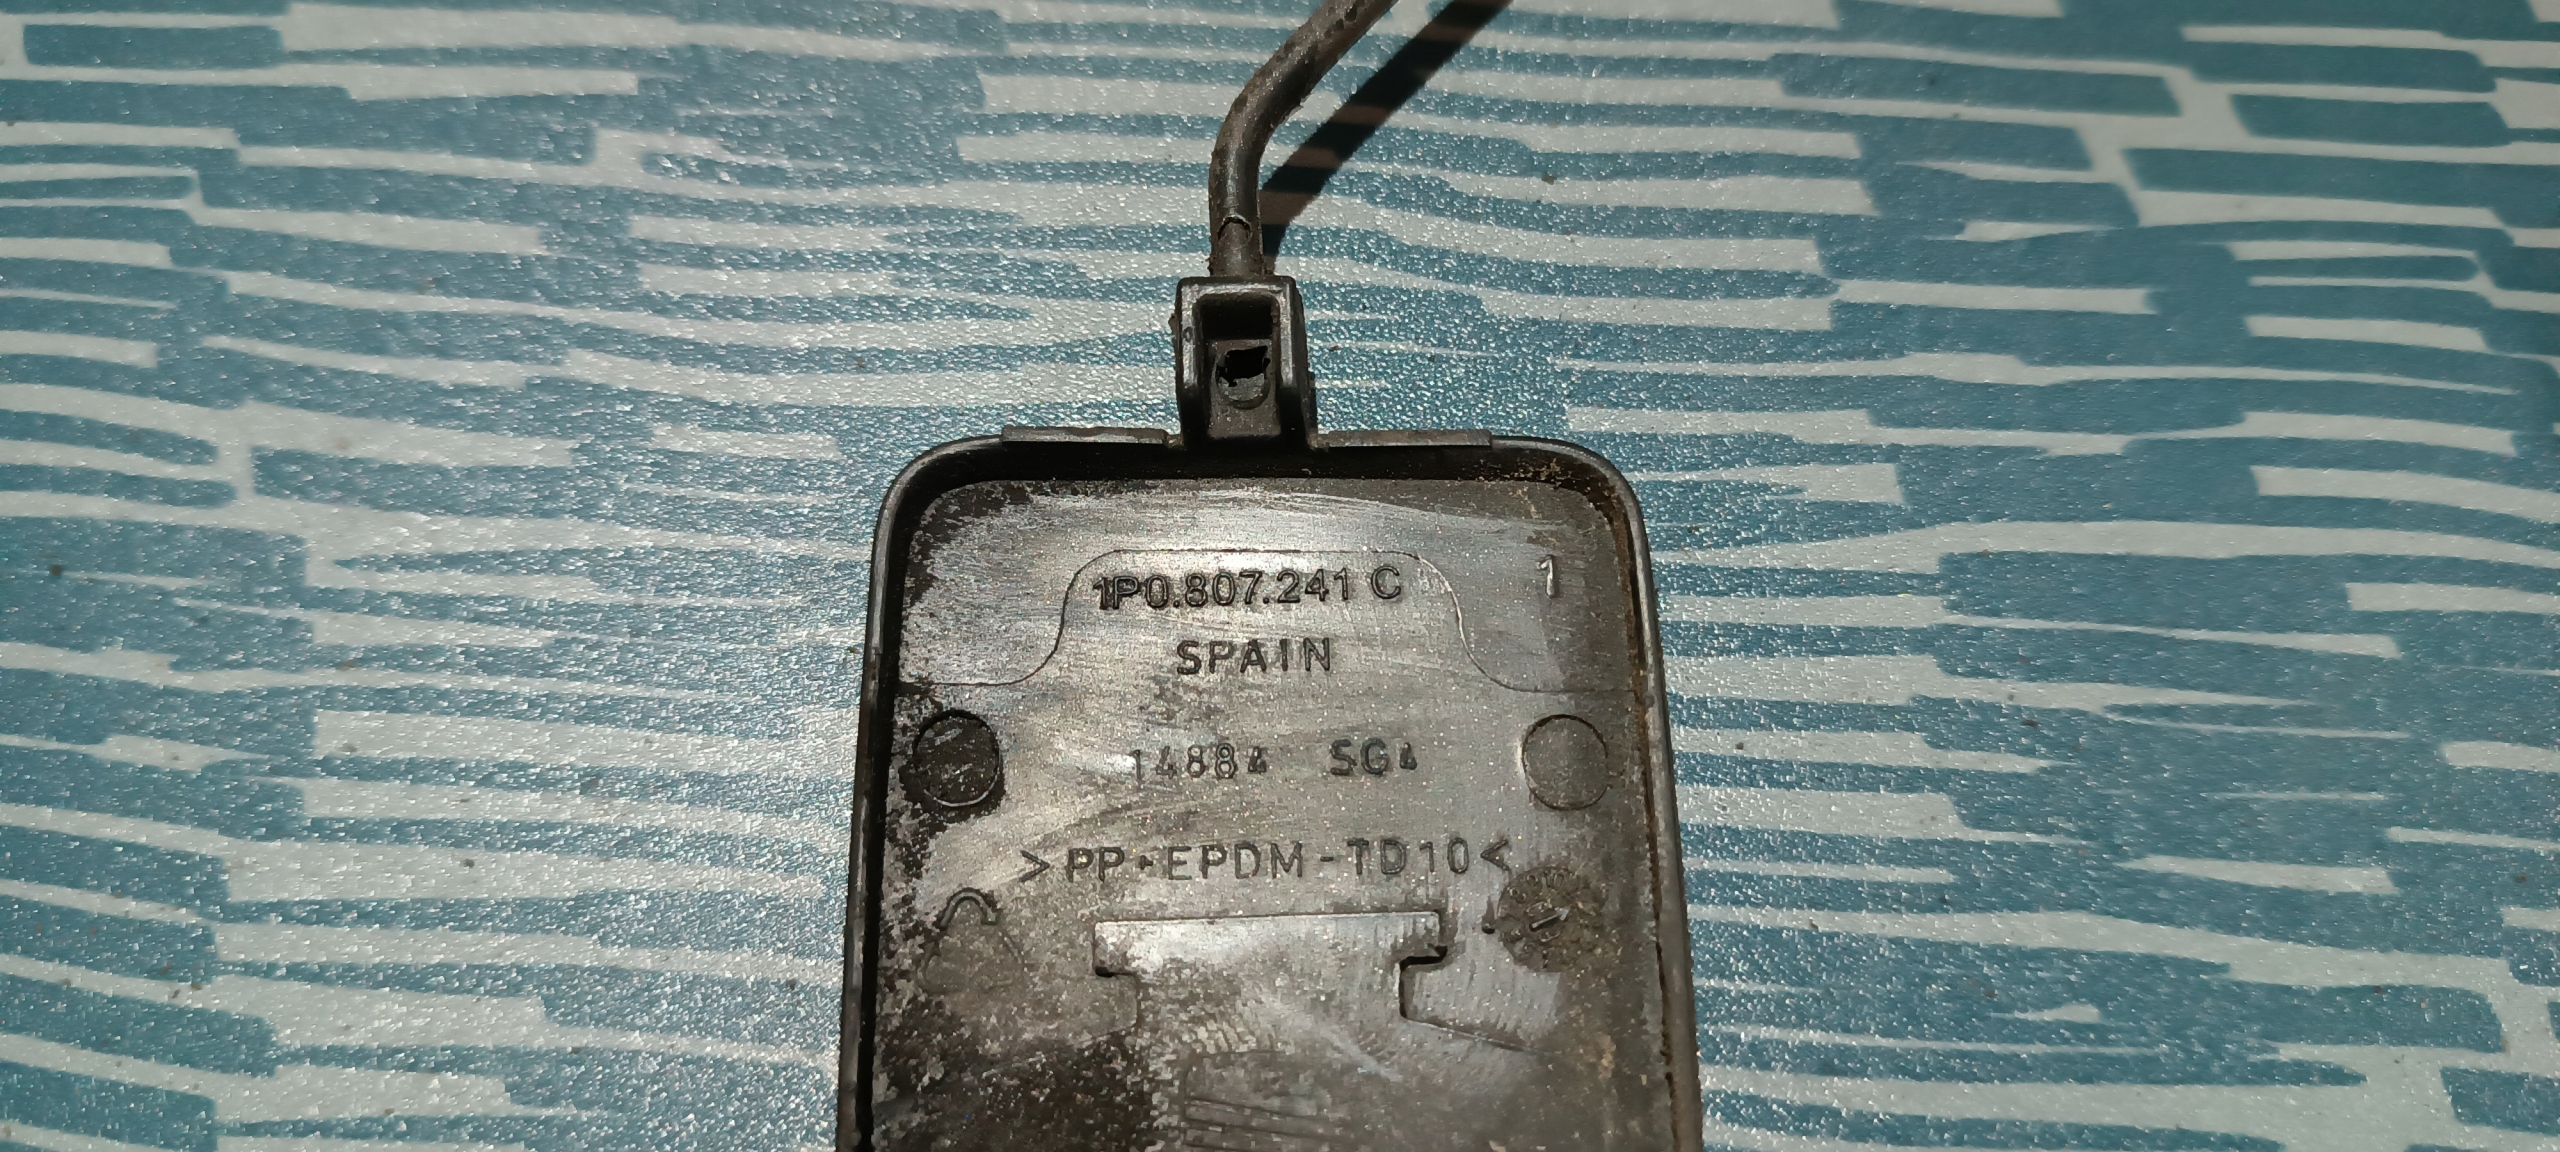 1P0.807.241 C 1
SPAIN
14884 SG4
>PP+EPDM-TD10<